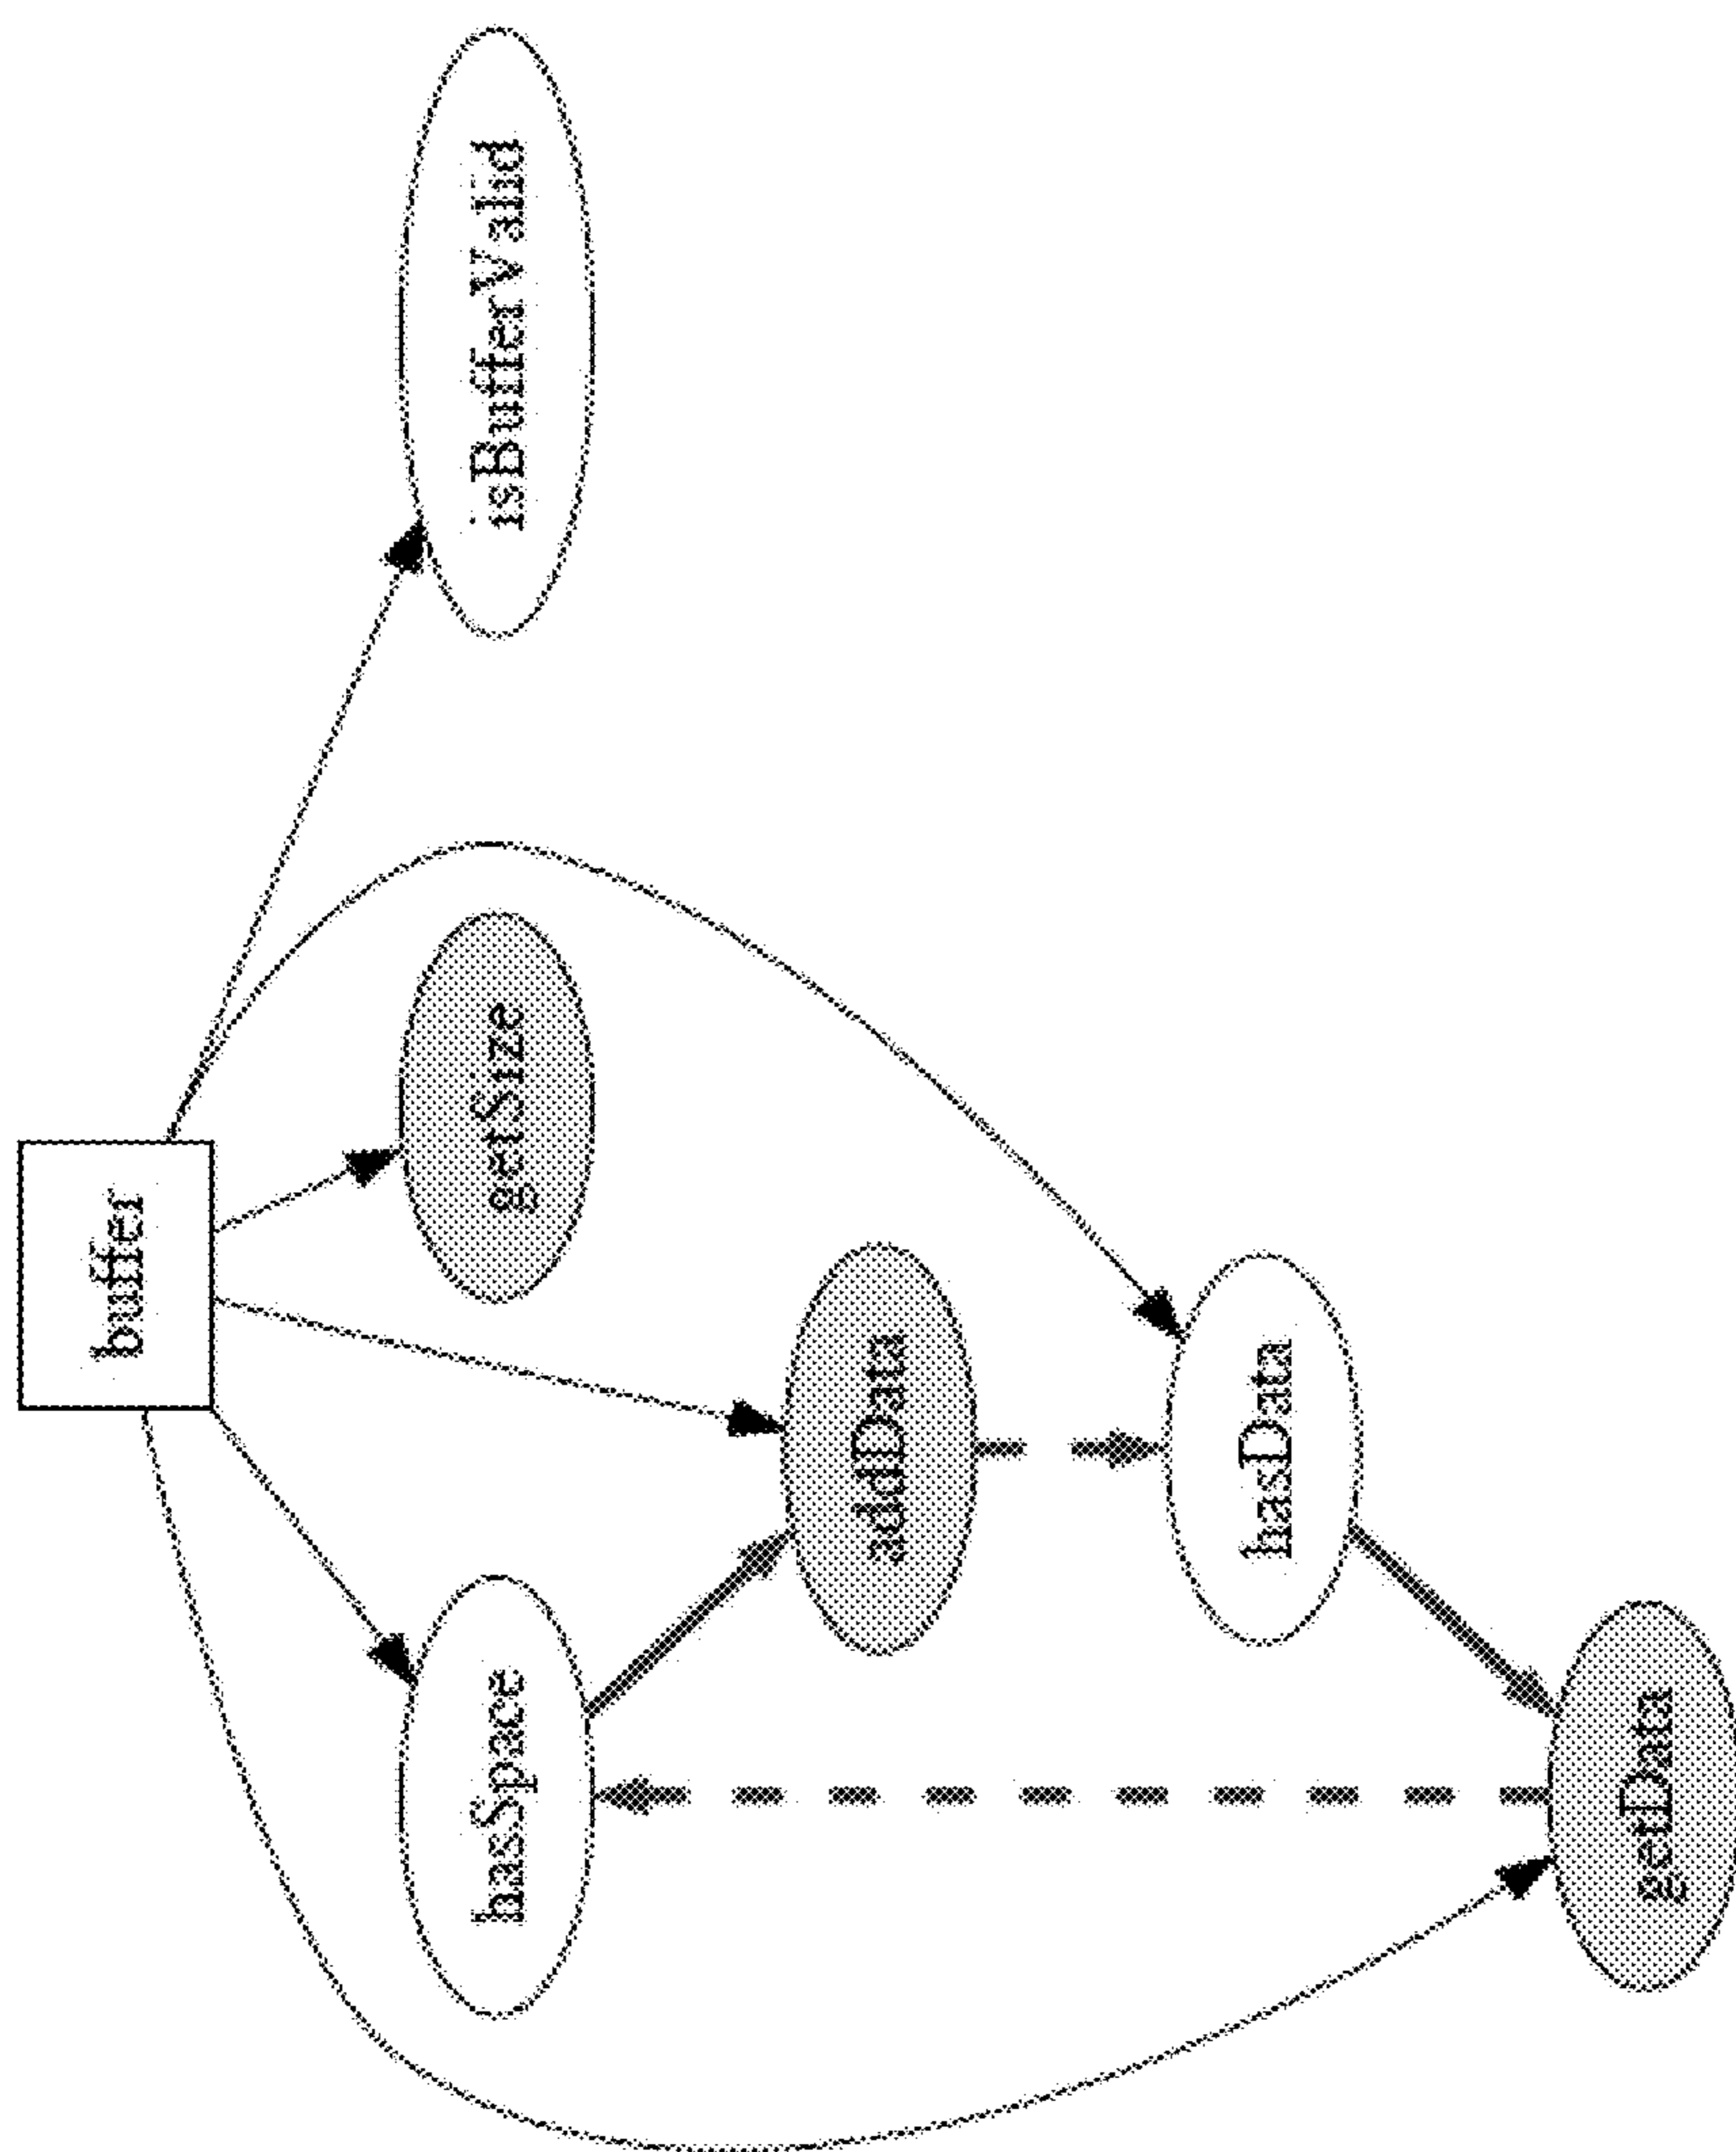 buffer
hasSpace
getSize
isBufferValid
addData
hasData
getData